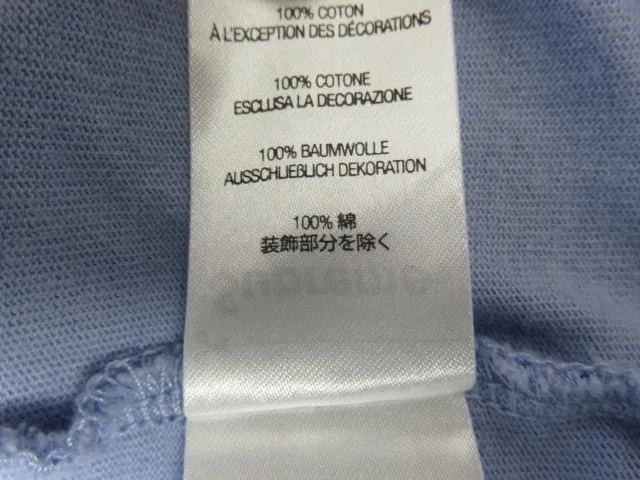 100% COTON
À L'EXCEPTION DES DÉCORATIONS
100% COTONE
ESCLUSA LA DECORAZIONE
100% BAUMWOLLE
AUSSCHLIEßLICH DEKORATION
100% 綿
装飾部分を除く